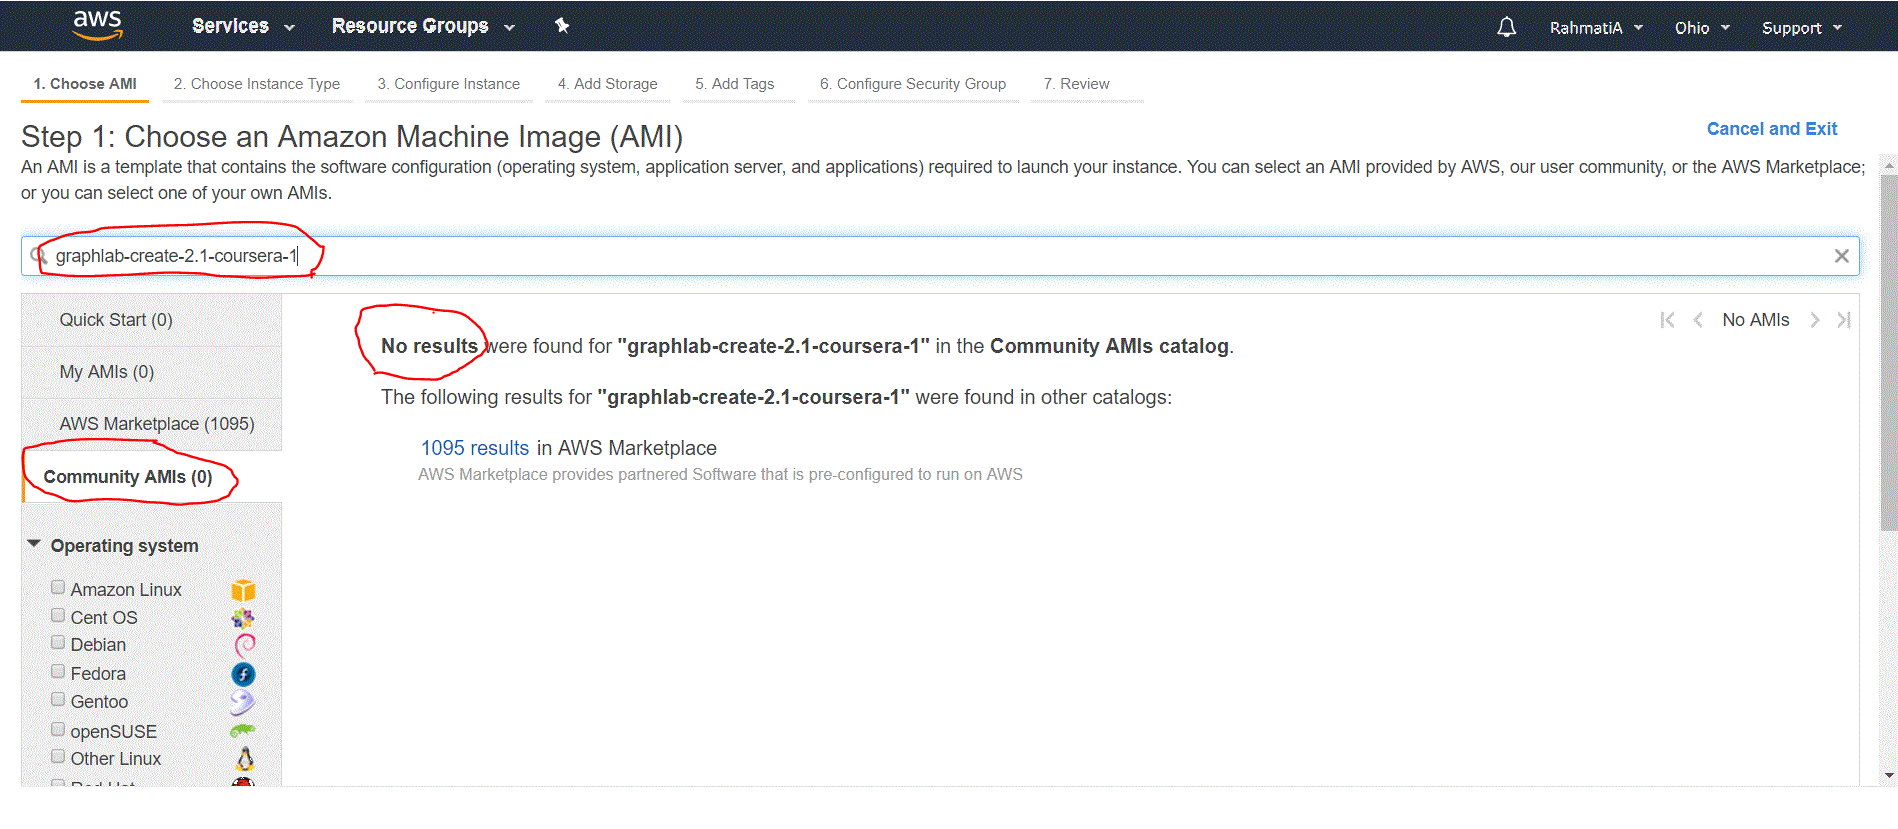 aws Services Resource Groups RahmatiA Ohio Support
1. Choose AMI 2. Choose Instance Type 3. Configure Instance 4. Add Storage 5. Add Tags 6. Configure Security Group 7. Review
Step 1: Choose an Amazon Machine Image (AMI)
Cancel and Exit
An AMI is a template that contains the software configuration (operating system, application server, and applications) required to launch your instance. You can select an AMI provided by AWS, our user community, or the AWS Marketplace;
or you can select one of your own AMIs.
graphlab-create-2.1-coursera-1
Quick Start (0)
My AMIs (0)
AWS Marketplace (1095)
Community AMIs (0)
Operating system
Amazon Linux
Cent OS
Debian
Fedora
Gentoo
openSUSE
Other Linux
No AMIs
No results were found for "graphlab-create-2.1-coursera-1" in the Community AMIs catalog.
The following results for "graphlab-create-2.1-coursera-1" were found in other catalogs:
1095 results in AWS Marketplace
AWS Marketplace provides partnered Software that is pre-configured to run on AWS